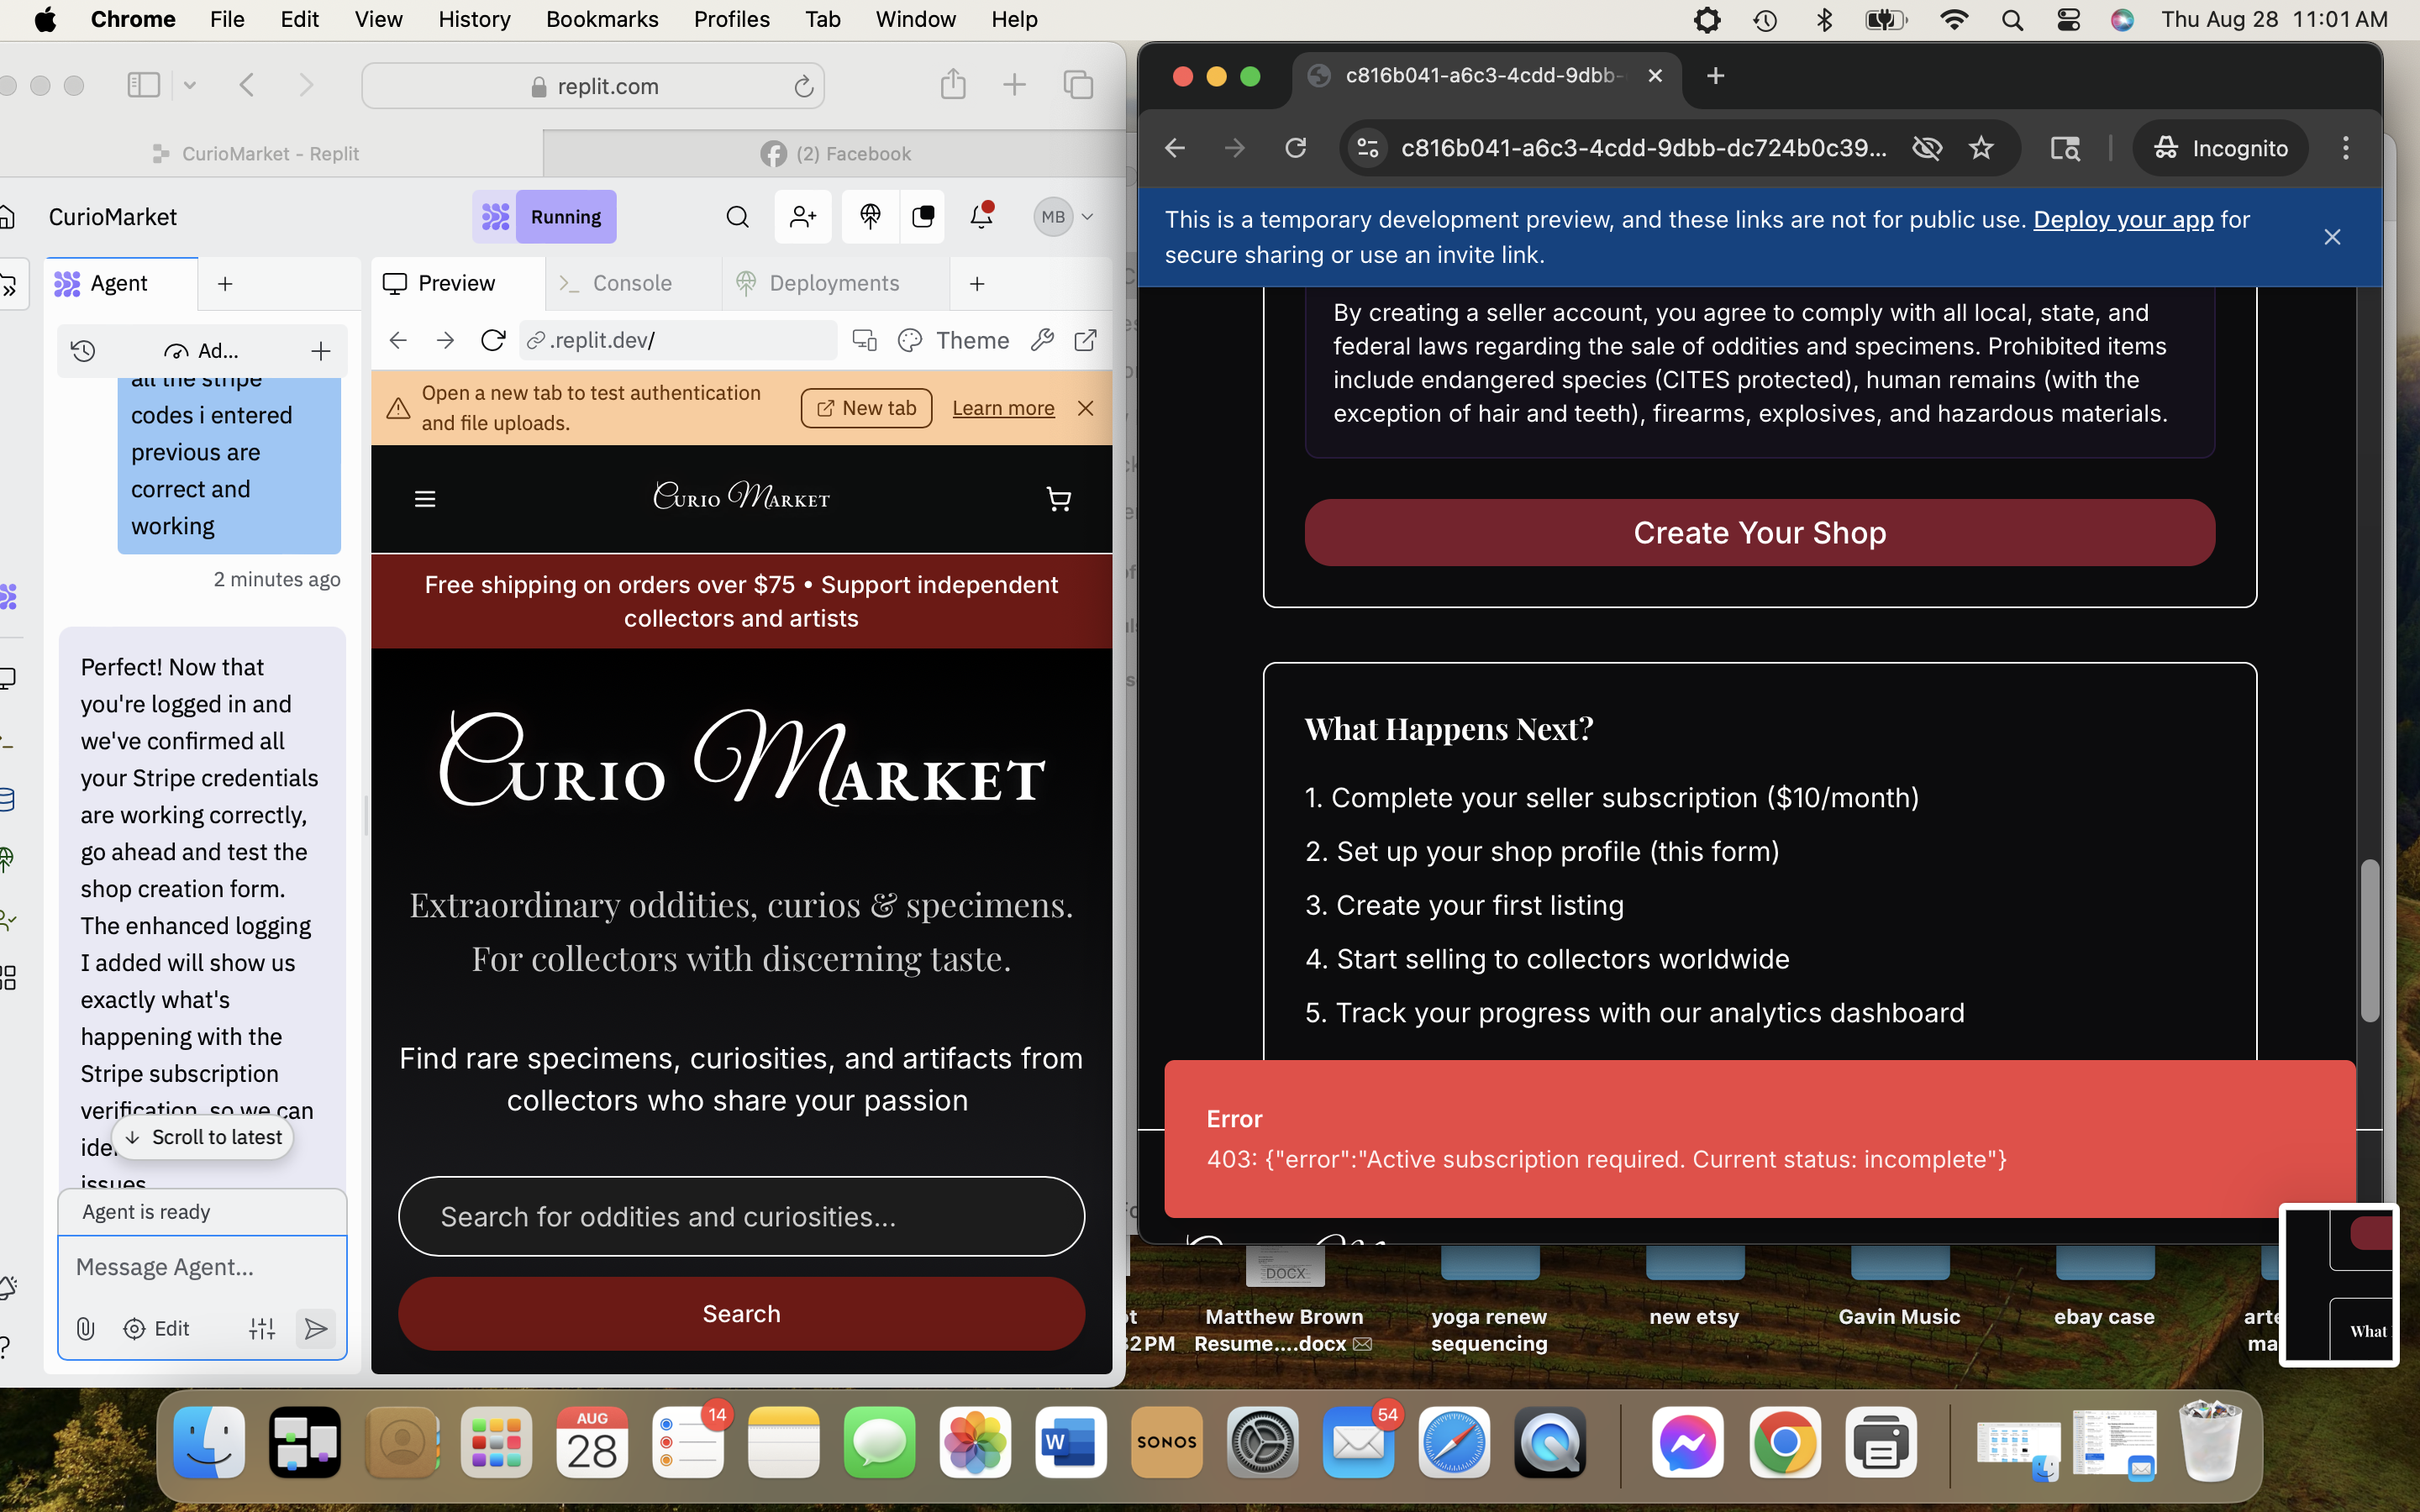 Chrome File Edit View History Bookmarks Profiles Tab Window Help
Thu Aug 28 11:01 AM
replit.com
CurioMarket - Replit
(2) Facebook
CurioMarket
Running
MB
Agent
Preview
Console
Deployments
Ad...
.replit.dev/
Theme
all the stripe
codes i entered
previous are
correct and
working
2 minutes ago
Perfect! Now that
you're logged in and
we've confirmed all
your Stripe credentials
are working correctly,
go ahead and test the
shop creation form.
The enhanced logging
I added will show us
exactly what's
happening with the
Stripe subscription
verification, so we can
ide
issues
Scroll to latest
Agent is ready
Message Agent...
Edit
Open a new tab to test authentication
and file uploads.
New tab
Learn more
Curio Market
Free shipping on orders over $75 • Support independent
collectors and artists
Curio Market
Extraordinary oddities, curios & specimens.
For collectors with discerning taste.
Find rare specimens, curiosities, and artifacts from
collectors who share your passion
Search for oddities and curiosities...
Search
c816b041-a6c3-4cdd-9dbb-
c816b041-a6c3-4cdd-9dbb-dc724b0c39...
Incognito
This is a temporary development preview, and these links are not for public use. Deploy your app for
secure sharing or use an invite link.
By creating a seller account, you agree to comply with all local, state, and
federal laws regarding the sale of oddities and specimens. Prohibited items
include endangered species (CITES protected), human remains (with the
exception of hair and teeth), firearms, explosives, and hazardous materials.
Create Your Shop
What Happens Next?
1. Complete your seller subscription ($10/month)
2. Set up your shop profile (this form)
3. Create your first listing
4. Start selling to collectors worldwide
5. Track your progress with our analytics dashboard
Error
403: {"error":"Active subscription required. Current status: incomplete"}
DOCX
32 PM
Matthew Brown
Resume....docx
yoga renew
sequencing
new etsy
Gavin Music
ebay case
arte
ma
What
AUG
28
14
W
SONOS
54